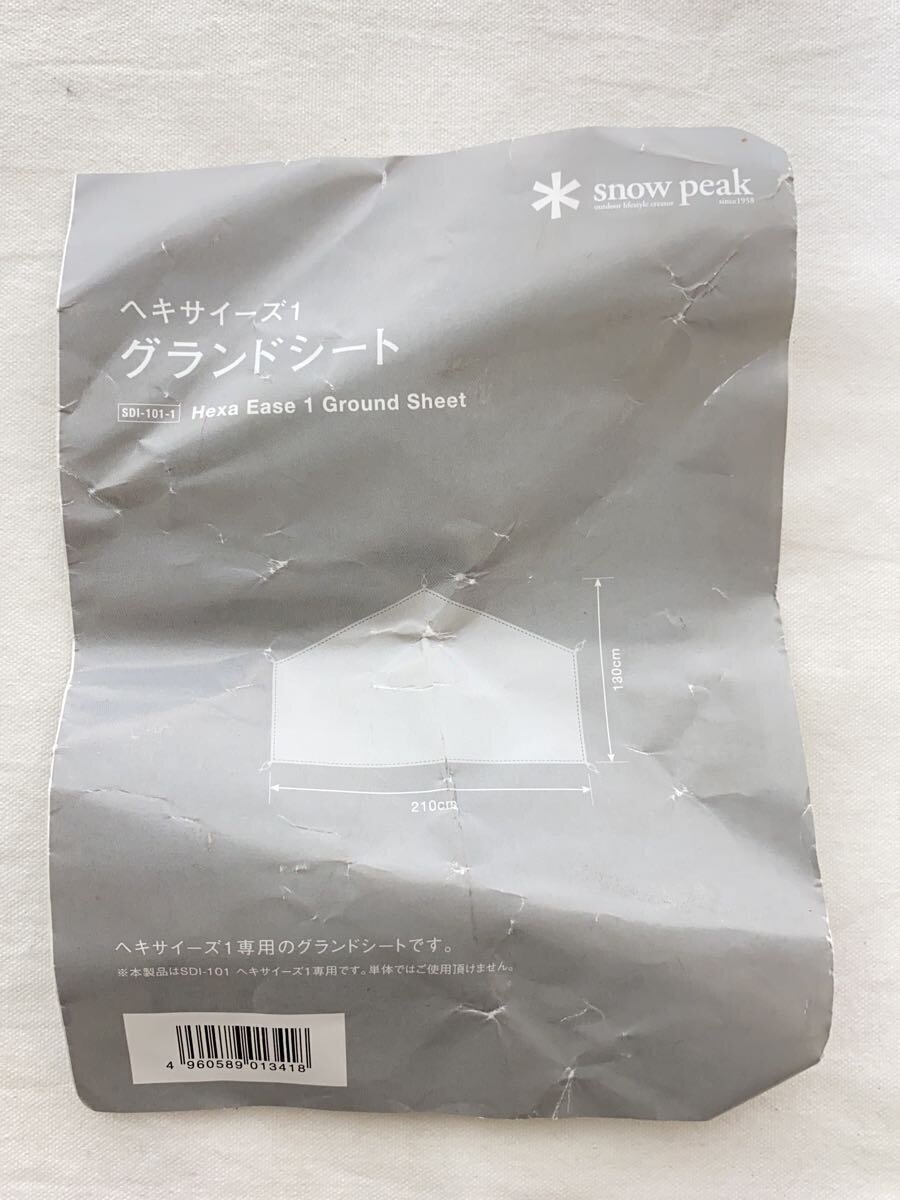 snow peak
outdoor lifestyle creator since1958
ヘキサイーズ1
グランドシート
SDI-101-1 Hexa Ease 1 Ground Sheet
130cm
210cm
ヘキサイーズ1専用のグランドシートです。
※本製品はSDI-101 ヘキサイーズ1専用です。単体ではご使用頂けません。
4 960589 013418